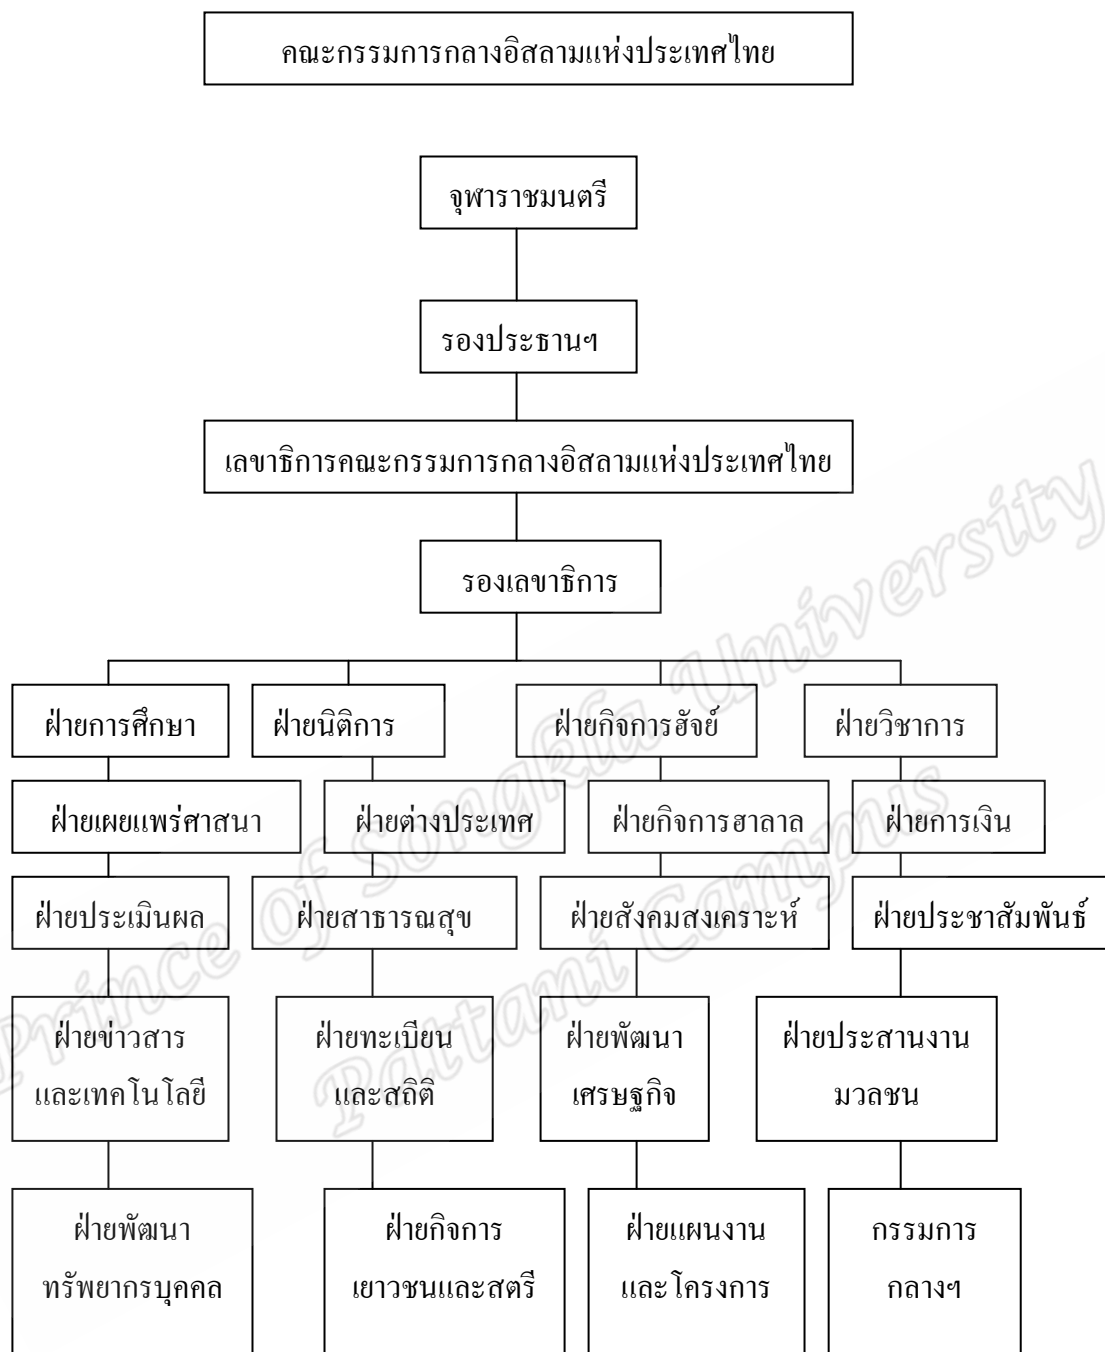 คณะกรรมการกลางอิสลามแห่งประเทศไทย
จุฬาราชมนตรี
รองประธานฯ
เลขาธิการคณะกรรมการกลางอิสลามแห่งประเทศไทย
รองเลขาธิการ
ฝ่ายการศึกษา
ฝ่ายนิติการ
ฝ่ายกิจการฮัจย์
ฝ่ายวิชาการ
ฝ่ายเผยแพร่ศาสนา
ฝ่ายต่างประเทศ
ฝ่ายกิจการฮาลาล
ฝ่ายการเงิน
ฝ่ายประเมินผล
ฝ่ายสาธารณสุข
ฝ่ายสังคมสงเคราะห์
ฝ่ายประชาสัมพันธ์
ฝ่ายข่าวสาร
และเทคโนโลยี
ฝ่ายทะเบียน
และสถิติ
ฝ่ายพัฒนา
เศรษฐกิจ
ฝ่ายประสานงาน
มวลชน
ฝ่ายพัฒนา
ทรัพยากรบุคคล
ฝ่ายกิจการ
เยาวชนและสตรี
ฝ่ายแผนงาน
และโครงการ
กรรมการ
กลางฯ
Prince of Songkla University
Pattani Campus